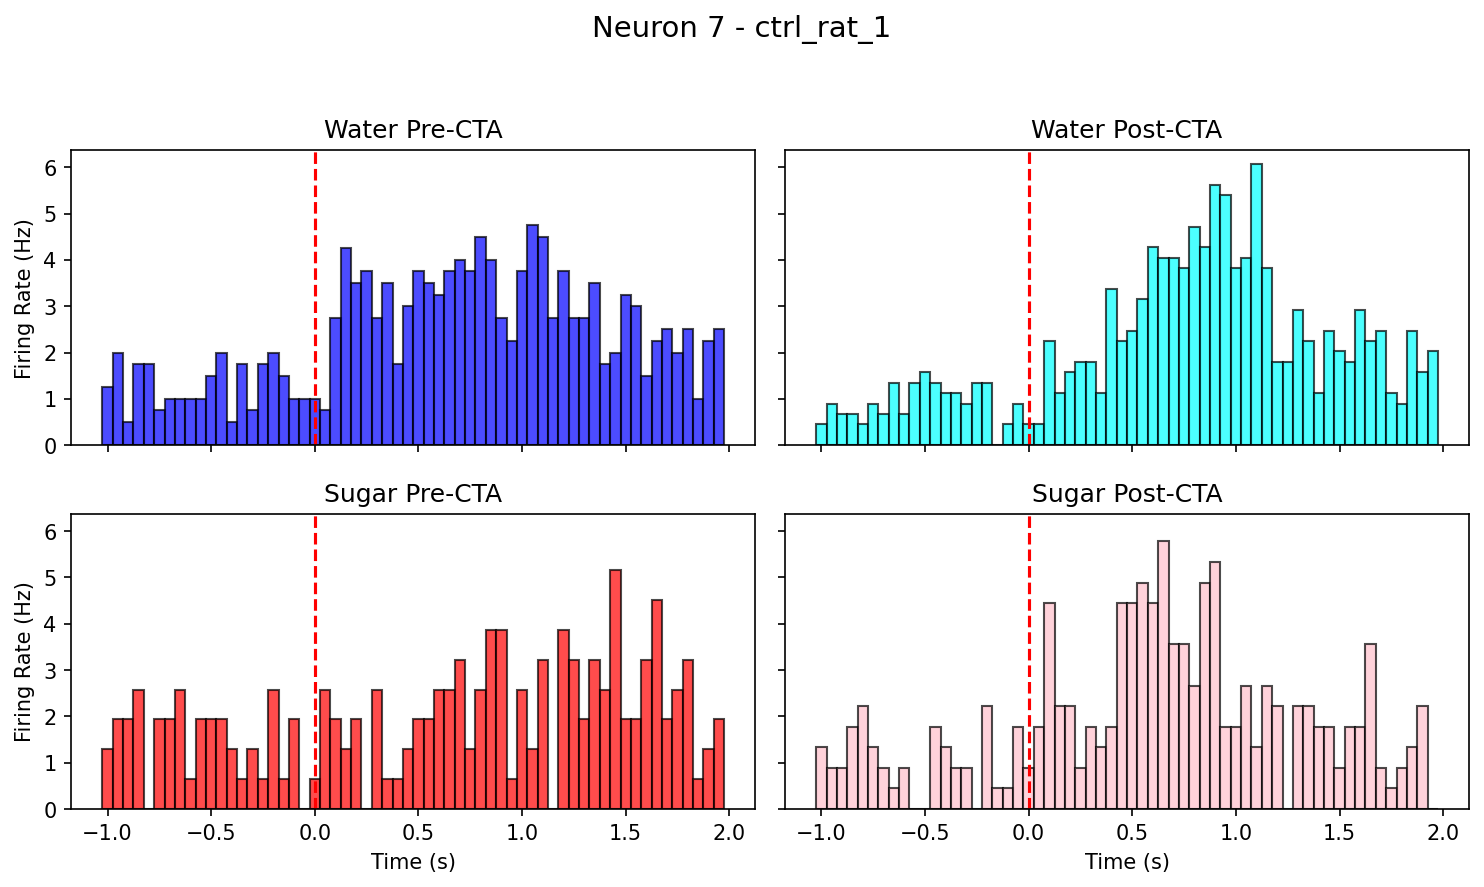 Neuron 7 - ctrl_rat_1
Water Pre-CTA
Water Post-CTA
Firing Rate (Hz)
6
5
4
3
2
1
0
Sugar Pre-CTA
Sugar Post-CTA
Firing Rate (Hz)
6
5
4
3
2
1
0
−1.0 −0.5 0.0 0.5 1.0 1.5 2.0
−1.0 −0.5 0.0 0.5 1.0 1.5 2.0
Time (s)
Time (s)